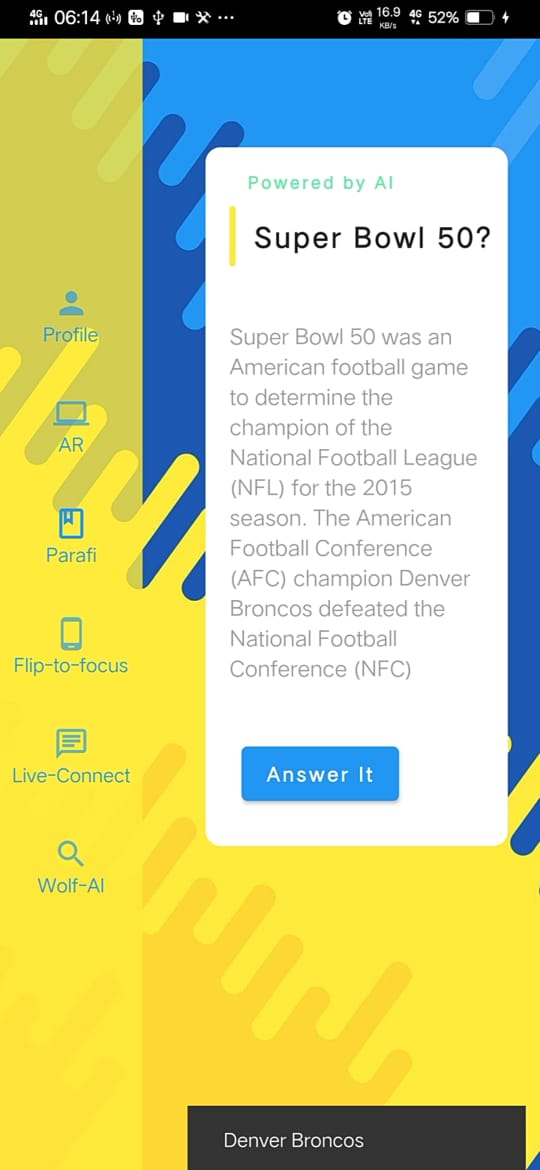 4G 06:14 16.9 KB/s VoI LTE 4G 52%
Profile
AR
Parafi
Flip-to-focus
Live-Connect
Wolf-AI
Powered by AI
Super Bowl 50?
Super Bowl 50 was an
American football game
to determine the
champion of the
National Football League
(NFL) for the 2015
season. The American
Football Conference
(AFC) champion Denver
Broncos defeated the
National Football
Conference (NFC)
Answer It
Denver Broncos